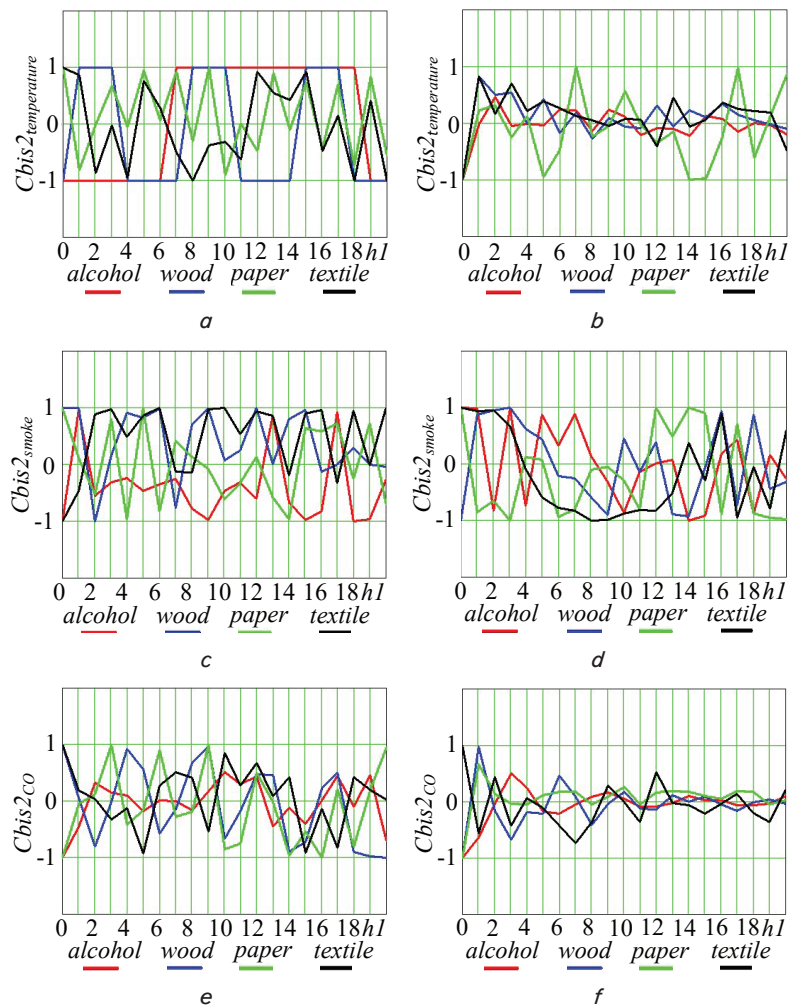 Cbis2temperature
1
0
-1
0 2 4 6 8 10 12 14 16 18 h1
alcohol wood paper textile
a
Cbis2temperature
1
0
-1
0 2 4 6 8 10 12 14 16 18 h1
alcohol wood paper textile
b
Cbis2smoke
1
0
-1
0 2 4 6 8 10 12 14 16 18 h1
alcohol wood paper textile
c
Cbis2smoke
1
0
-1
0 2 4 6 8 10 12 14 16 18 h1
alcohol wood paper textile
d
Cbis2CO
1
0
-1
0 2 4 6 8 10 12 14 16 18 h1
alcohol wood paper textile
e
Cbis2CO
1
0
-1
0 2 4 6 8 10 12 14 16 18 h1
alcohol wood paper textile
f